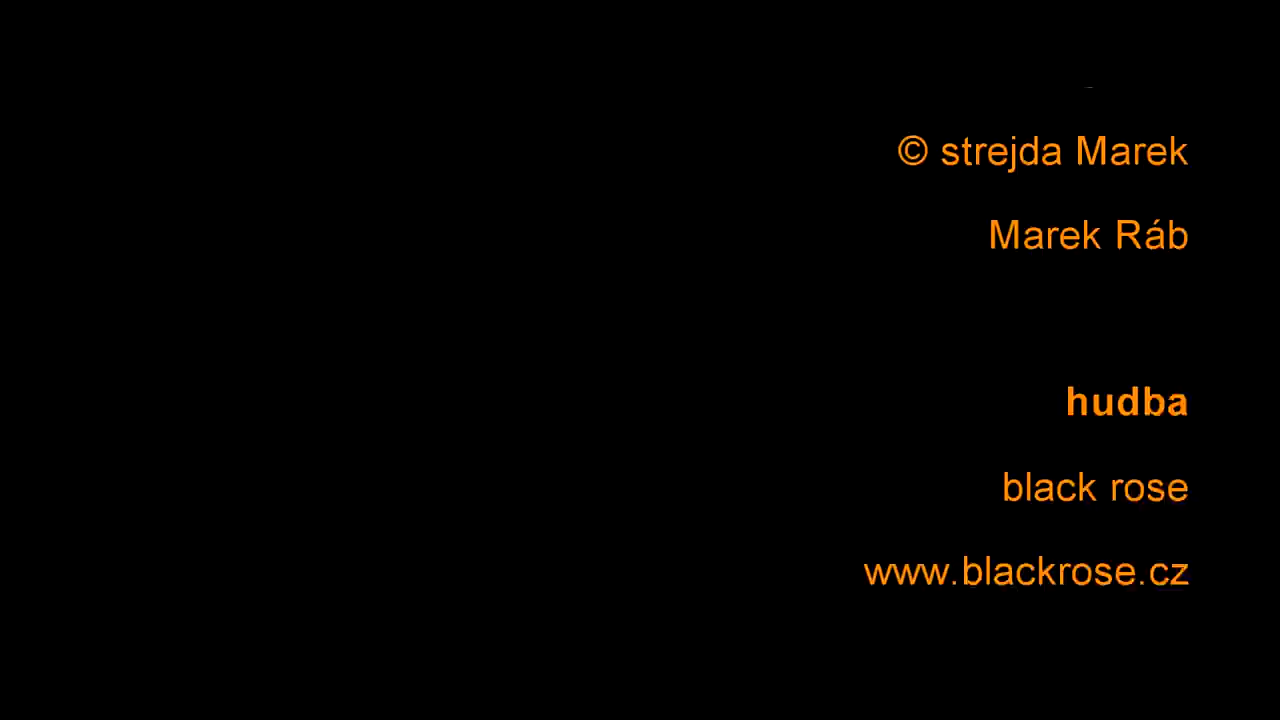 © strejda Marek
Marek Ráb
hudba
black rose
www.blackrose.cz